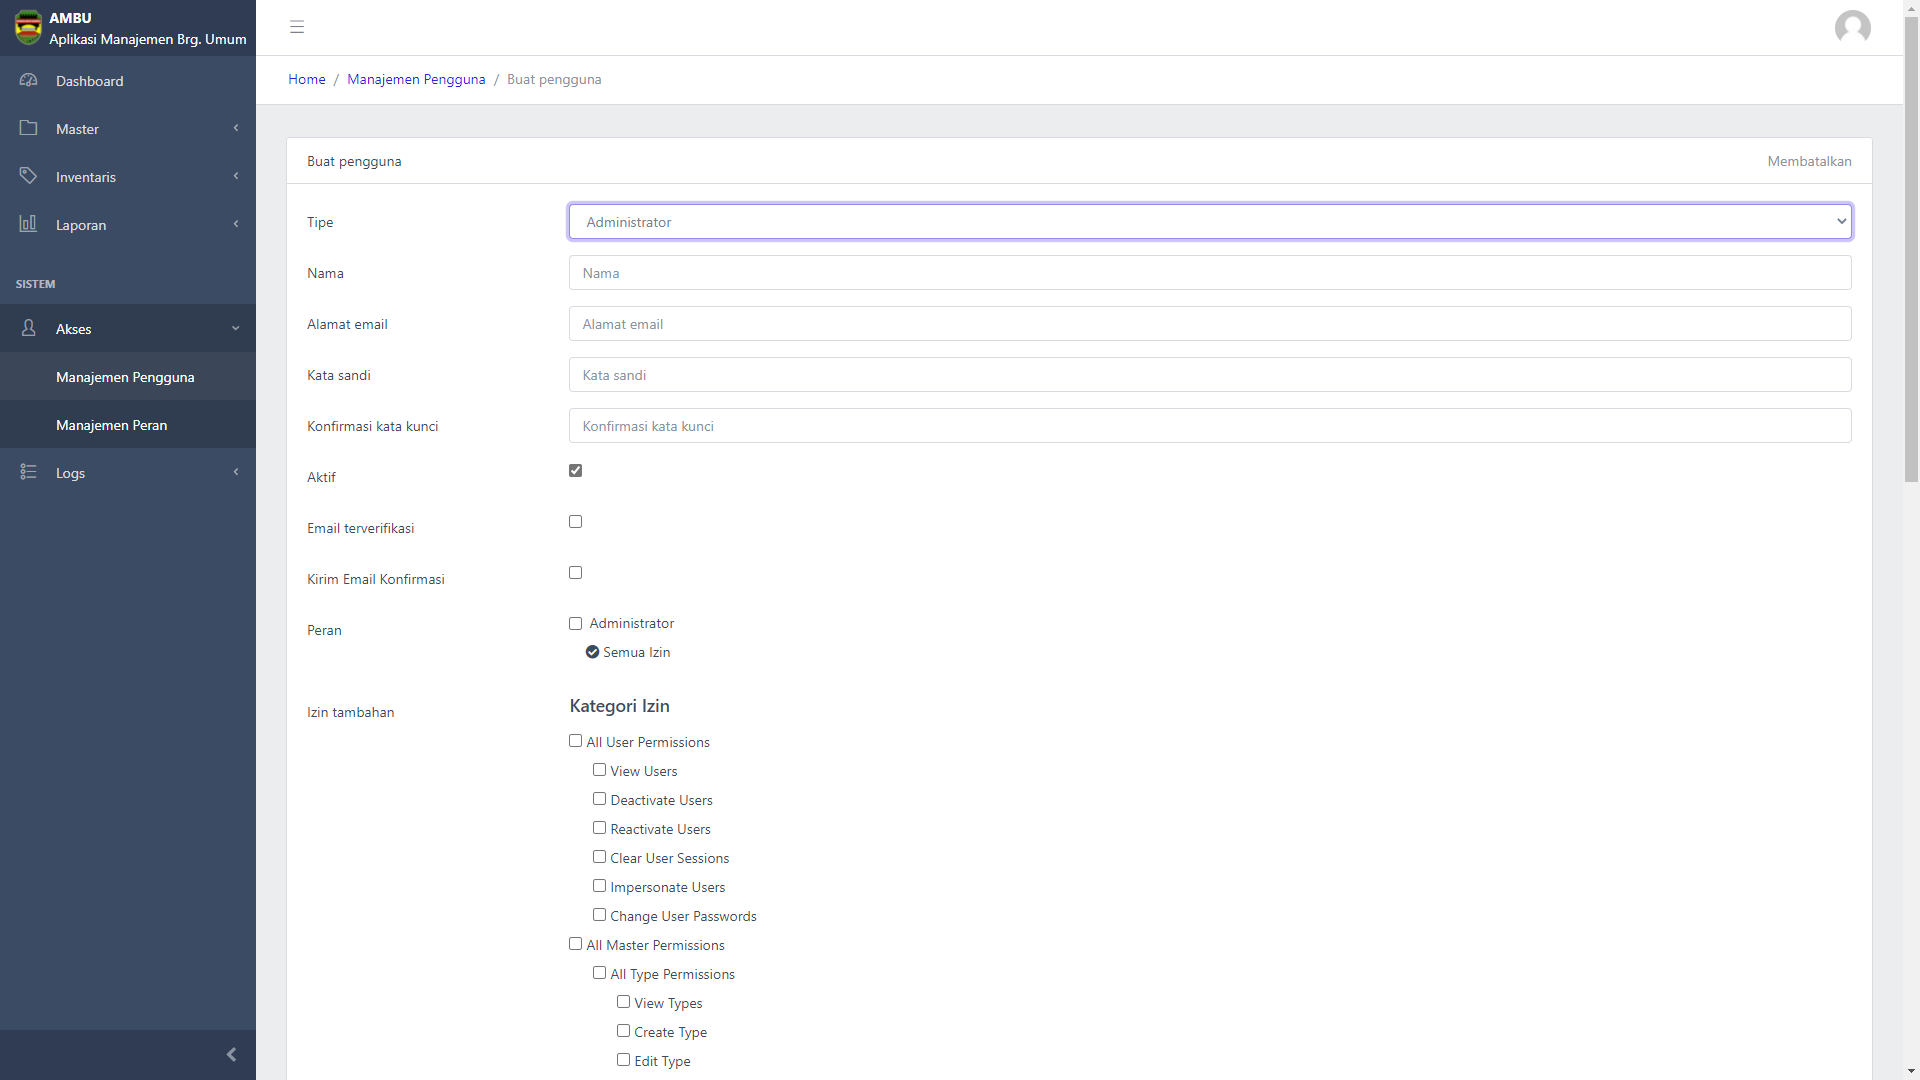 AMBU
Aplikasi Manajemen Brg. Umum
Dashboard
Master
Inventaris
Laporan
SISTEM
Akses
Manajemen Pengguna
Manajemen Peran
Logs
Home / Manajemen Pengguna / Buat pengguna
Buat pengguna Membatalkan
Tipe Administrator
Nama Nama
Alamat email Alamat email
Kata sandi Kata sandi
Konfirmasi kata kunci Konfirmasi kata kunci
Aktif
Email terverifikasi
Kirim Email Konfirmasi
Peran Administrator
Semua Izin
Izin tambahan Kategori Izin
All User Permissions
View Users
Deactivate Users
Reactivate Users
Clear User Sessions
Impersonate Users
Change User Passwords
All Master Permissions
All Type Permissions
View Types
Create Type
Edit Type